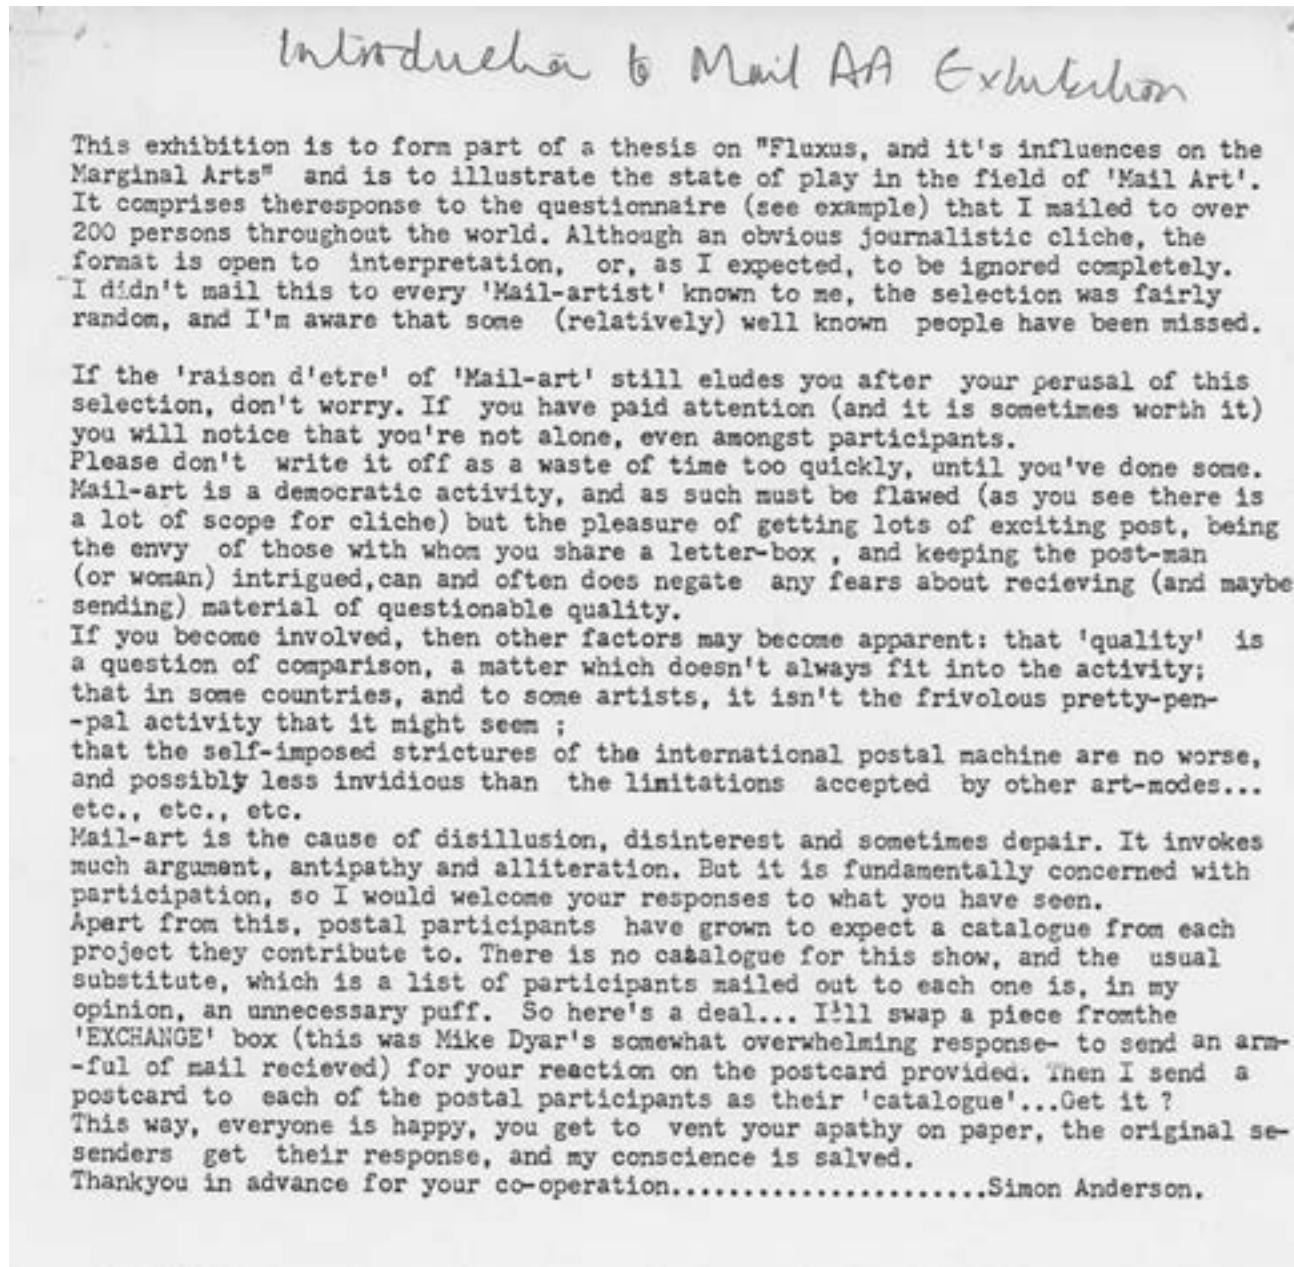 Introduction to Mail Art Exhibition
This exhibition is to form part of a thesis on "Fluxus, and it's influences on the
Marginal Arts" and is to illustrate the state of play in the field of 'Mail Art'.
It comprises theresponse to the questionnaire (see example) that I mailed to over
200 persons throughout the world. Although an obvious journalistic cliche, the
format is open to interpretation, or, as I expected, to be ignored completely.
I didn't mail this to every 'Mail-artist' known to me, the selection was fairly
random, and I'm aware that some (relatively) well known people have been missed.
If the 'raison d'etre' of 'Mail-art' still eludes you after your perusal of this
selection, don't worry. If you have paid attention (and it is sometimes worth it)
you will notice that you're not alone, even amongst participants.
Please don't write it off as a waste of time too quickly, until you've done some.
Mail-art is a democratic activity, and as such must be flawed (as you see there is
a lot of scope for cliche) but the pleasure of getting lots of exciting post, being
the envy of those with whom you share a letter-box , and keeping the post-man
(or woman) intrigued,can and often does negate any fears about recieving (and maybe
sending) material of questionable quality.
If you become involved, then other factors may become apparent: that 'quality' is
a question of comparison, a matter which doesn't always fit into the activity;
that in some countries, and to some artists, it isn't the frivolous pretty-pen-
-pal activity that it might seem ;
that the self-imposed strictures of the international postal machine are no worse,
and possibly less invidious than the limitations accepted by other art-modes...
etc., etc., etc.
Mail-art is the cause of disillusion, disinterest and sometimes depair. It invokes
much argument, antipathy and alliteration. But it is fundamentally concerned with
participation, so I would welcome your responses to what you have seen.
Apart from this, postal participants have grown to expect a catalogue from each
project they contribute to. There is no catalogue for this show, and the usual
substitute, which is a list of participants mailed out to each one is, in my
opinion, an unnecessary puff. So here's a deal... I'll swap a piece fromthe
'EXCHANGE' box (this was Mike Dyar's somewhat overwhelming response- to send an arm-
-ful of mail recieved) for your reaction on the postcard provided. Then I send a
postcard to each of the postal participants as their 'catalogue'...Get it ?
This way, everyone is happy, you get to vent your apathy on paper, the original se-
senders get their response, and my conscience is salved.
Thankyou in advance for your co-operation......................Simon Anderson.